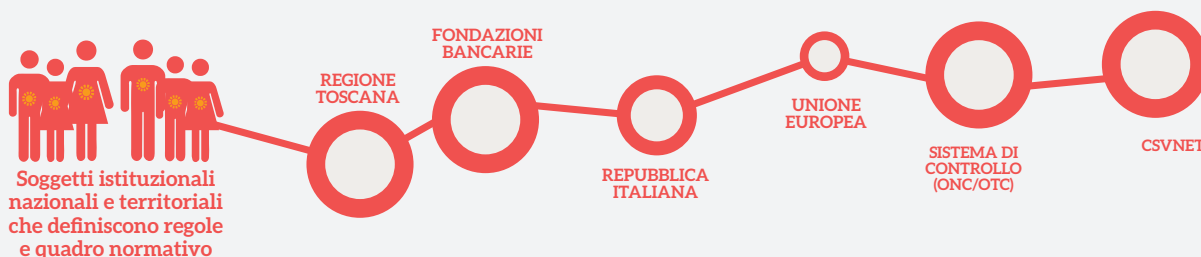 Soggetti istituzionali
nazionali e territoriali
che definiscono regole
e quadro normativo
REGIONE
TOSCANA
FONDAZIONI
BANCARIE
REPUBBLICA
ITALIANA
UNIONE
EUROPEA
SISTEMA DI
CONTROLLO
(ONC/OTC)
CSVNET